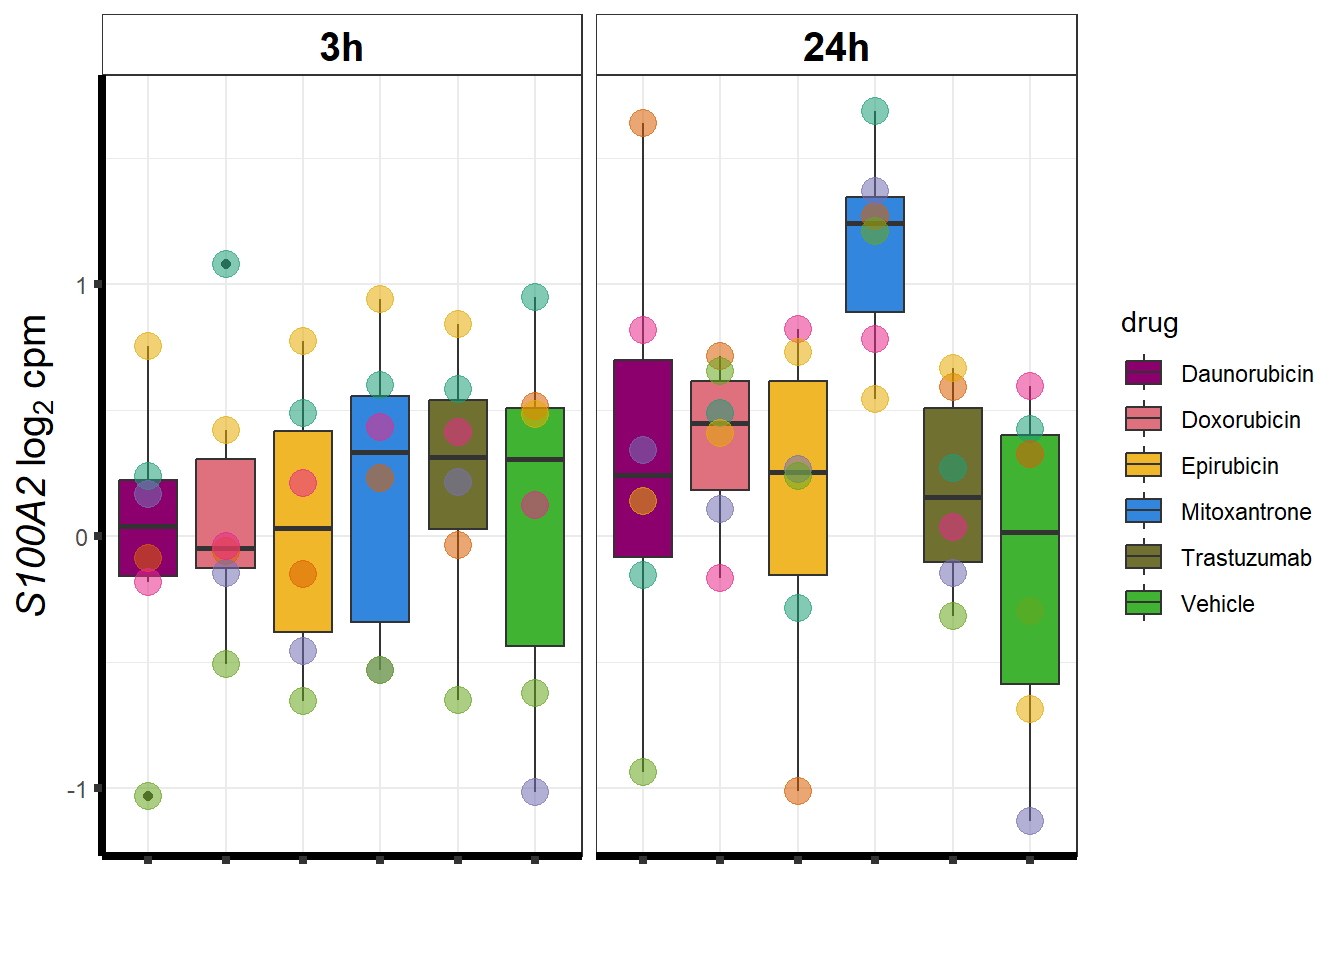 3h
24h
S100A2 log₂ cpm
1
0
-1
drug
Daunorubicin
Doxorubicin
Epirubicin
Mitoxantrone
Trastuzumab
Vehicle